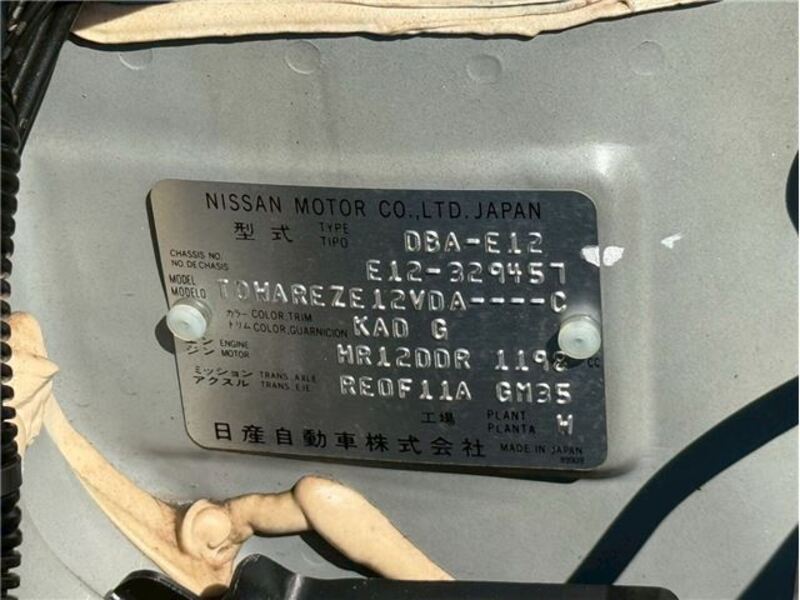 NISSAN MOTOR CO.,LTD. JAPAN
型式 TYPE TIPO DBA-E12
CHASSIS NO. NO. DE CHASIS E12-329457
MODEL MODELO TDWAREZE12VDA----C
カラー COLOR, TRIM トリム COLOR, GUARNICION KAD G
エンジン ENGINE MOTOR HR12DDR 1198 CC
ミッション TRANS. AXLE アクスル TRANS. EJE RE0F11A GM35
工場 PLANT PLANTA H
日産自動車株式会社 MADE IN JAPAN